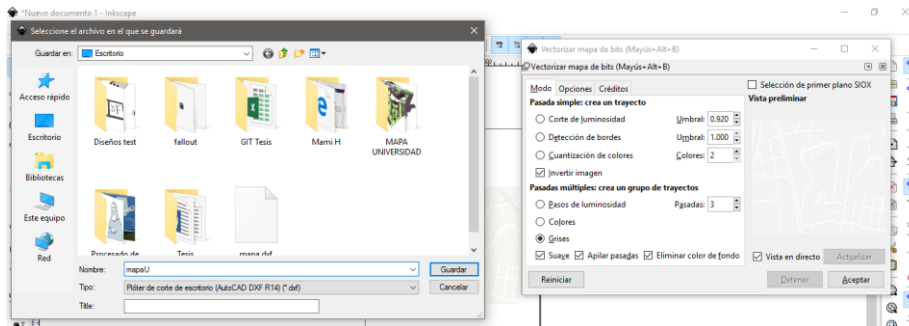 *Nuevo documento 1 - Inkscape
Seleccione el archivo en el que se guardará
Guardar en: Escritorio
Acceso rápido
Escritorio
Bibliotecas
Este equipo
Red
Diseños test
fallout
GIT Tesis
Mami H
MAPA
UNIVERSIDAD
Procesado de
Tesis
mapa.dxf
Nombre: mapaU
Guardar
Tipo: Plóter de corte de escritorio (AutoCAD DXF R14) (*.dxf)
Cancelar
Title:
Vectorizar mapa de bits (Mayús+Alt+B)
Vectorizar mapa de bits (Mayús+Alt+B)
Modo Opciones Créditos
Selección de primer plano SIOX
Pasada simple: crea un trayecto
Vista preliminar
Corte de luminosidad Umbral: 0.920
Detección de bordes Umbral: 1.000
Cuantización de colores Colores: 2
Invertir imagen
Pasadas múltiples: crea un grupo de trayectos
Pasos de luminosidad Pasadas: 3
Colores
Grises
Suave Apilar pasadas Eliminar color de fondo
Vista en directo Actualizar
Reiniciar
Detener Aceptar